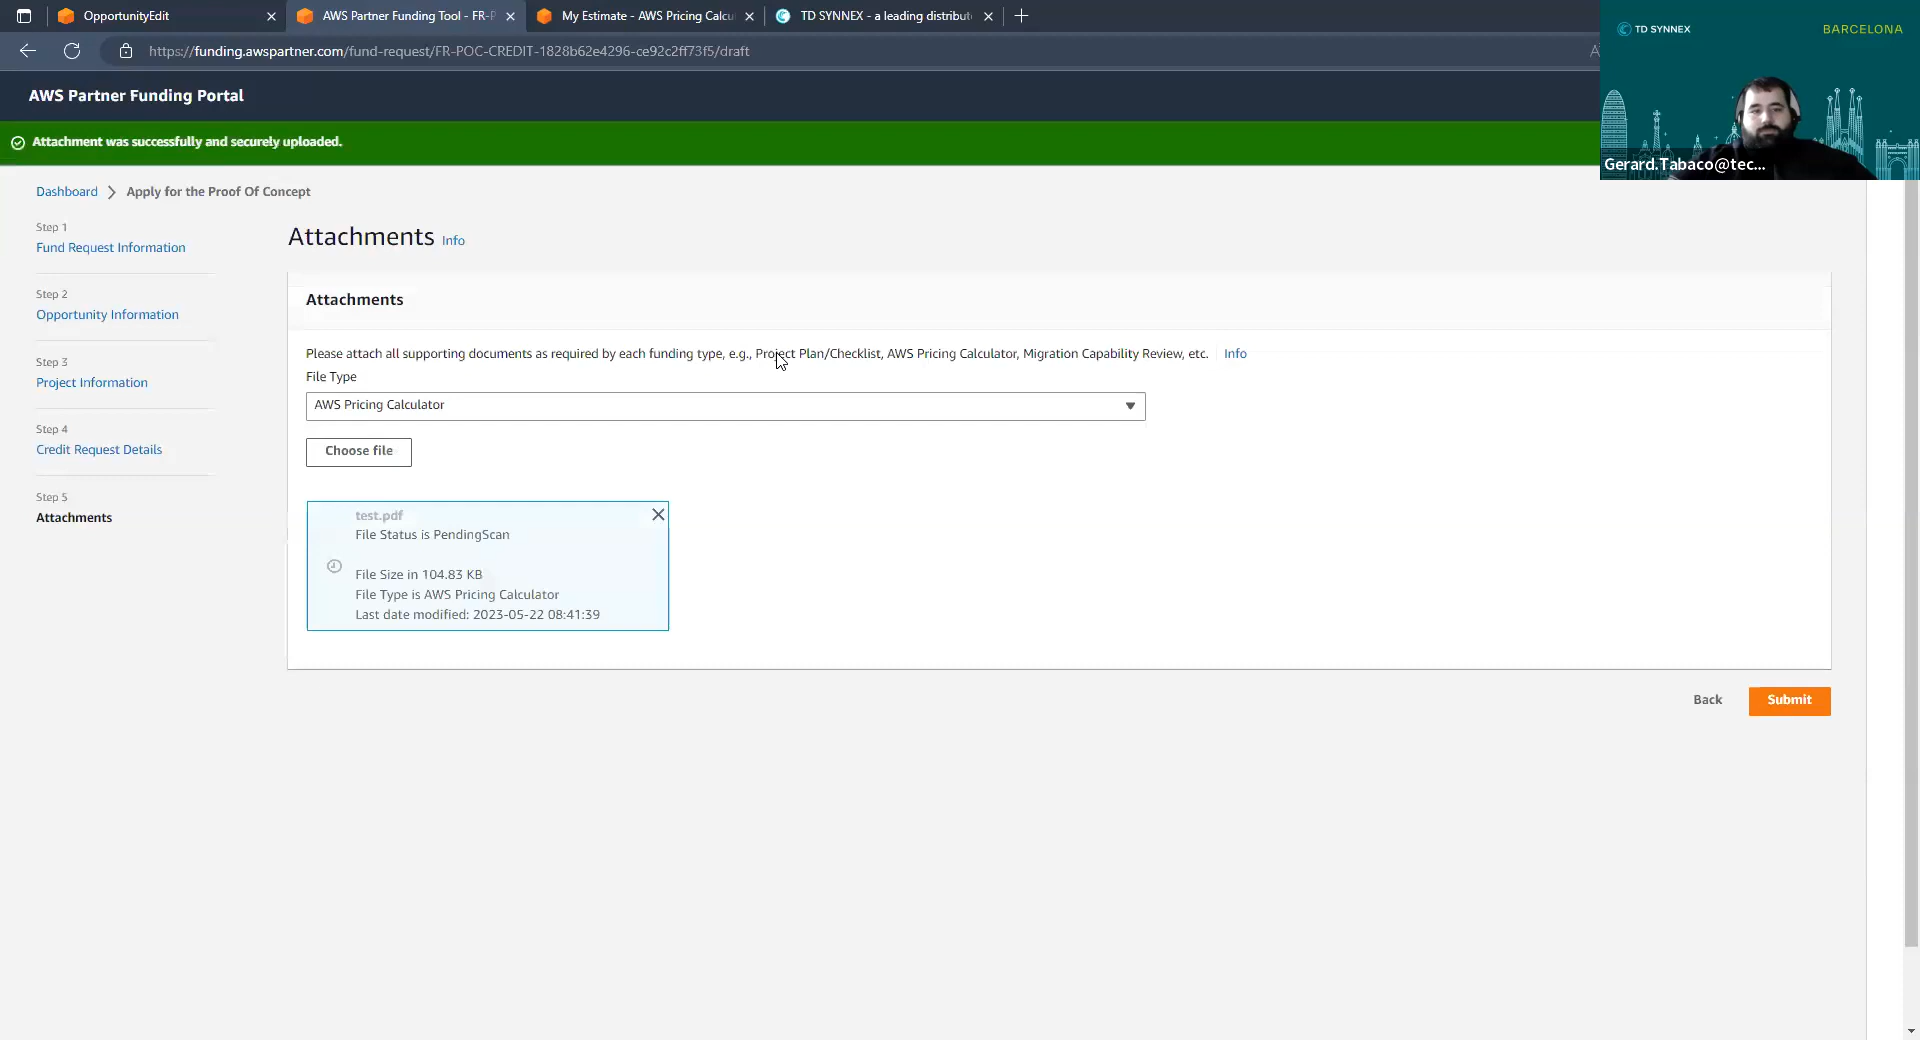 OpportunityEdit
AWS Partner Funding Tool - FR-P
My Estimate - AWS Pricing Calcu
TD SYNNEX - a leading distribut
https://funding.awspartner.com/fund-request/FR-POC-CREDIT-1828b62e4296-ce92c2ff73f5/draft
TD SYNNEX
BARCELONA
Gerard.Tabaco@tec...
AWS Partner Funding Portal
Attachment was successfully and securely uploaded.
Dashboard
Apply for the Proof Of Concept
Step 1
Fund Request Information
Step 2
Opportunity Information
Step 3
Project Information
Step 4
Credit Request Details
Step 5
Attachments
Attachments Info
Attachments
Please attach all supporting documents as required by each funding type, e.g., Project Plan/Checklist, AWS Pricing Calculator, Migration Capability Review, etc. Info
File Type
AWS Pricing Calculator
Choose file
test.pdf
File Status is PendingScan
File Size in 104.83 KB
File Type is AWS Pricing Calculator
Last date modified: 2023-05-22 08:41:39
Back
Submit